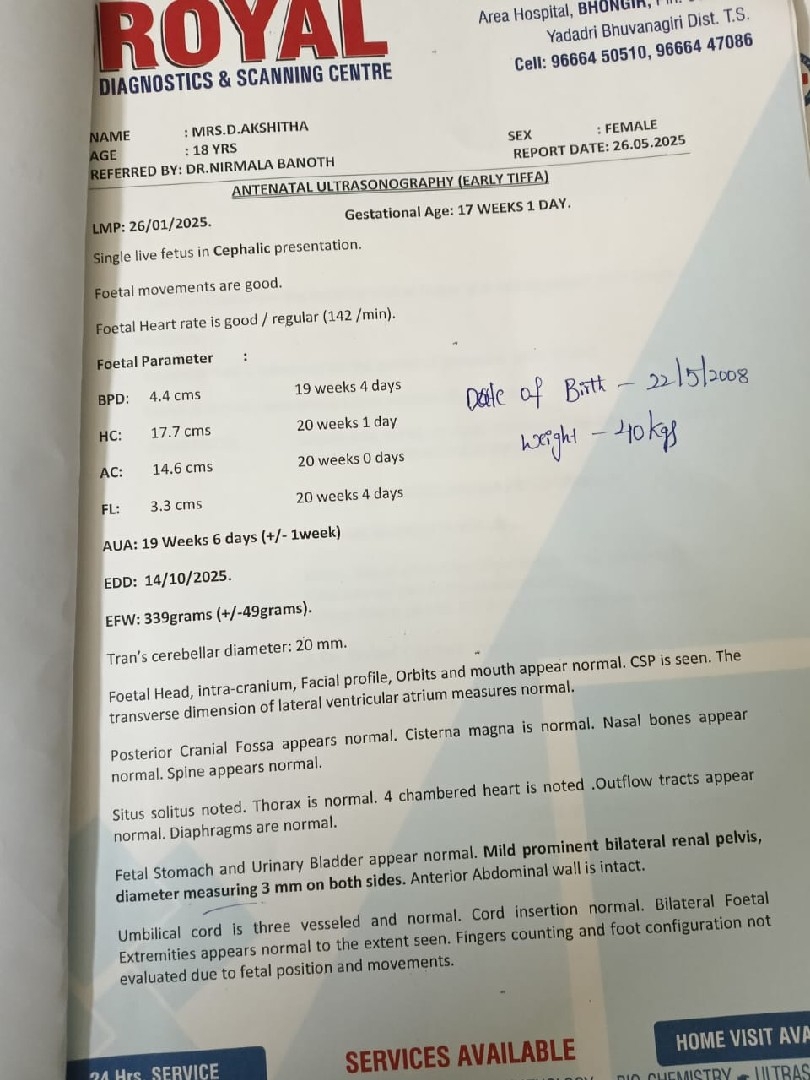 ROYAL
DIAGNOSTICS & SCANNING CENTRE
Area Hospital, BHONGIR,
Yadadri Bhuvanagiri Dist. T.S.
Cell: 96664 50510, 96664 47086
NAME : MRS.D.AKSHITHA
AGE : 18 YRS
REFERRED BY: DR.NIRMALA BANOTH
SEX : FEMALE
REPORT DATE: 26.05.2025
ANTENATAL ULTRASONOGRAPHY (EARLY TIFFA)
LMP: 26/01/2025. Gestational Age: 17 WEEKS 1 DAY.
Single live fetus in Cephalic presentation.
Foetal movements are good.
Foetal Heart rate is good / regular (142 /min).
Foetal Parameter :
BPD: 4.4 cms 19 weeks 4 days
HC: 17.7 cms 20 weeks 1 day
AC: 14.6 cms 20 weeks 0 days
FL: 3.3 cms 20 weeks 4 days
Date of Birth - 22/5/2008
Weight - 40 kgs
AUA: 19 Weeks 6 days (+/- 1week)
EDD: 14/10/2025.
EFW: 339grams (+/-49grams).
Tran's cerebellar diameter: 20 mm.
Foetal Head, intra-cranium, Facial profile, Orbits and mouth appear normal. CSP is seen. The
transverse dimension of lateral ventricular atrium measures normal.
Posterior Cranial Fossa appears normal. Cisterna magna is normal. Nasal bones appear
normal. Spine appears normal.
Situs solitus noted. Thorax is normal. 4 chambered heart is noted .Outflow tracts appear
normal. Diaphragms are normal.
Fetal Stomach and Urinary Bladder appear normal. Mild prominent bilateral renal pelvis,
diameter measuring 3 mm on both sides. Anterior Abdominal wall is intact.
Umbilical cord is three vesseled and normal. Cord insertion normal. Bilateral Foetal
Extremities appears normal to the extent seen. Fingers counting and foot configuration not
evaluated due to fetal position and movements.
24 Hrs. SERVICE
SERVICES AVAILABLE
HOME VISIT